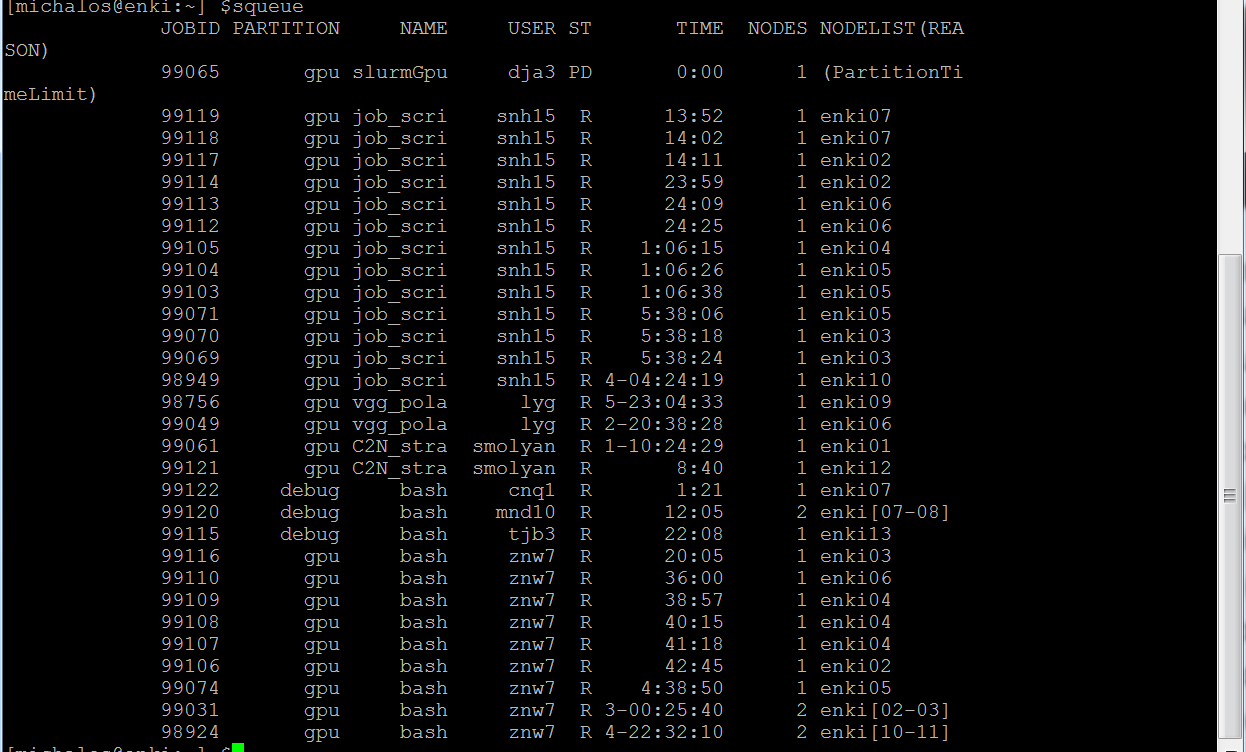 [michalos@enki:~] $squeue
JOBID PARTITION NAME USER ST TIME NODES NODELIST(REA
SON)
99065 gpu slurmGpu dja3 PD 0:00 1 (PartitionTi
meLimit)
99119 gpu job_scri snh15 R 13:52 1 enki07
99118 gpu job_scri snh15 R 14:02 1 enki07
99117 gpu job_scri snh15 R 14:11 1 enki02
99114 gpu job_scri snh15 R 23:59 1 enki02
99113 gpu job_scri snh15 R 24:09 1 enki06
99112 gpu job_scri snh15 R 24:25 1 enki06
99105 gpu job_scri snh15 R 1:06:15 1 enki04
99104 gpu job_scri snh15 R 1:06:26 1 enki05
99103 gpu job_scri snh15 R 1:06:38 1 enki05
99071 gpu job_scri snh15 R 5:38:06 1 enki05
99070 gpu job_scri snh15 R 5:38:18 1 enki03
99069 gpu job_scri snh15 R 5:38:24 1 enki03
98949 gpu job_scri snh15 R 4-04:24:19 1 enki10
98756 gpu vgg_pola lyg R 5-23:04:33 1 enki09
99049 gpu vgg_pola lyg R 2-20:38:28 1 enki06
99061 gpu C2N_stra smolyan R 1-10:24:29 1 enki01
99121 gpu C2N_stra smolyan R 8:40 1 enki12
99122 debug bash cnq1 R 1:21 1 enki07
99120 debug bash mnd10 R 12:05 2 enki[07-08]
99115 debug bash tjb3 R 22:08 1 enki13
99116 gpu bash znw7 R 20:05 1 enki03
99110 gpu bash znw7 R 36:00 1 enki06
99109 gpu bash znw7 R 38:57 1 enki04
99108 gpu bash znw7 R 40:15 1 enki04
99107 gpu bash znw7 R 41:18 1 enki04
99106 gpu bash znw7 R 42:45 1 enki02
99074 gpu bash znw7 R 4:38:50 1 enki05
99031 gpu bash znw7 R 3-00:25:40 2 enki[02-03]
98924 gpu bash znw7 R 4-22:32:10 2 enki[10-11]
[michalos@enki:~] $